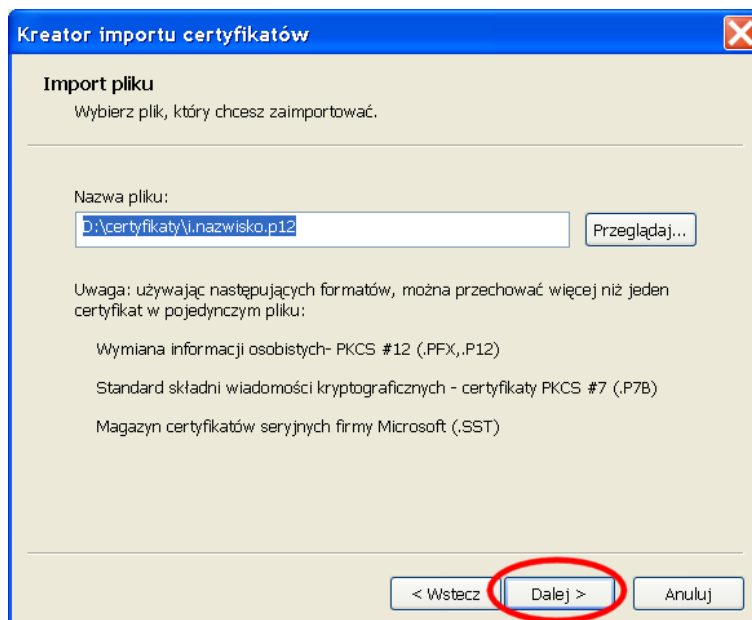 Kreator importu certyfikatów
Import pliku
Wybierz plik, który chcesz zaimportować.
Nazwa pliku:
D:\certyfikaty\i.nazwisko.p12
Przeglądaj...
Uwaga: używając następujących formatów, można przechować więcej niż jeden
certyfikat w pojedynczym pliku:
Wymiana informacji osobistych- PKCS #12 (.PFX,.P12)
Standard składni wiadomości kryptograficznych - certyfikaty PKCS #7 (.P7B)
Magazyn certyfikatów seryjnych firmy Microsoft (.SST)
< Wstecz
Dalej >
Anuluj